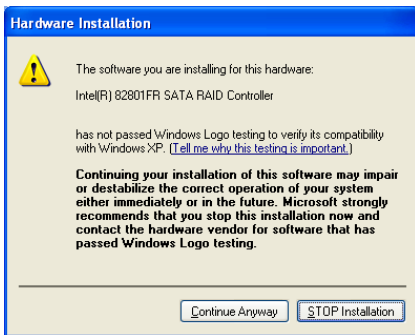 Hardware Installation
The software you are installing for this hardware:
Intel(R) 82801FR SATA RAID Controller
has not passed Windows Logo testing to verify its compatibility
with Windows XP. (Tell me why this testing is important.)
Continuing your installation of this software may impair
or destabilize the correct operation of your system
either immediately or in the future. Microsoft strongly
recommends that you stop this installation now and
contact the hardware vendor for software that has
passed Windows Logo testing.
Continue Anyway
STOP Installation